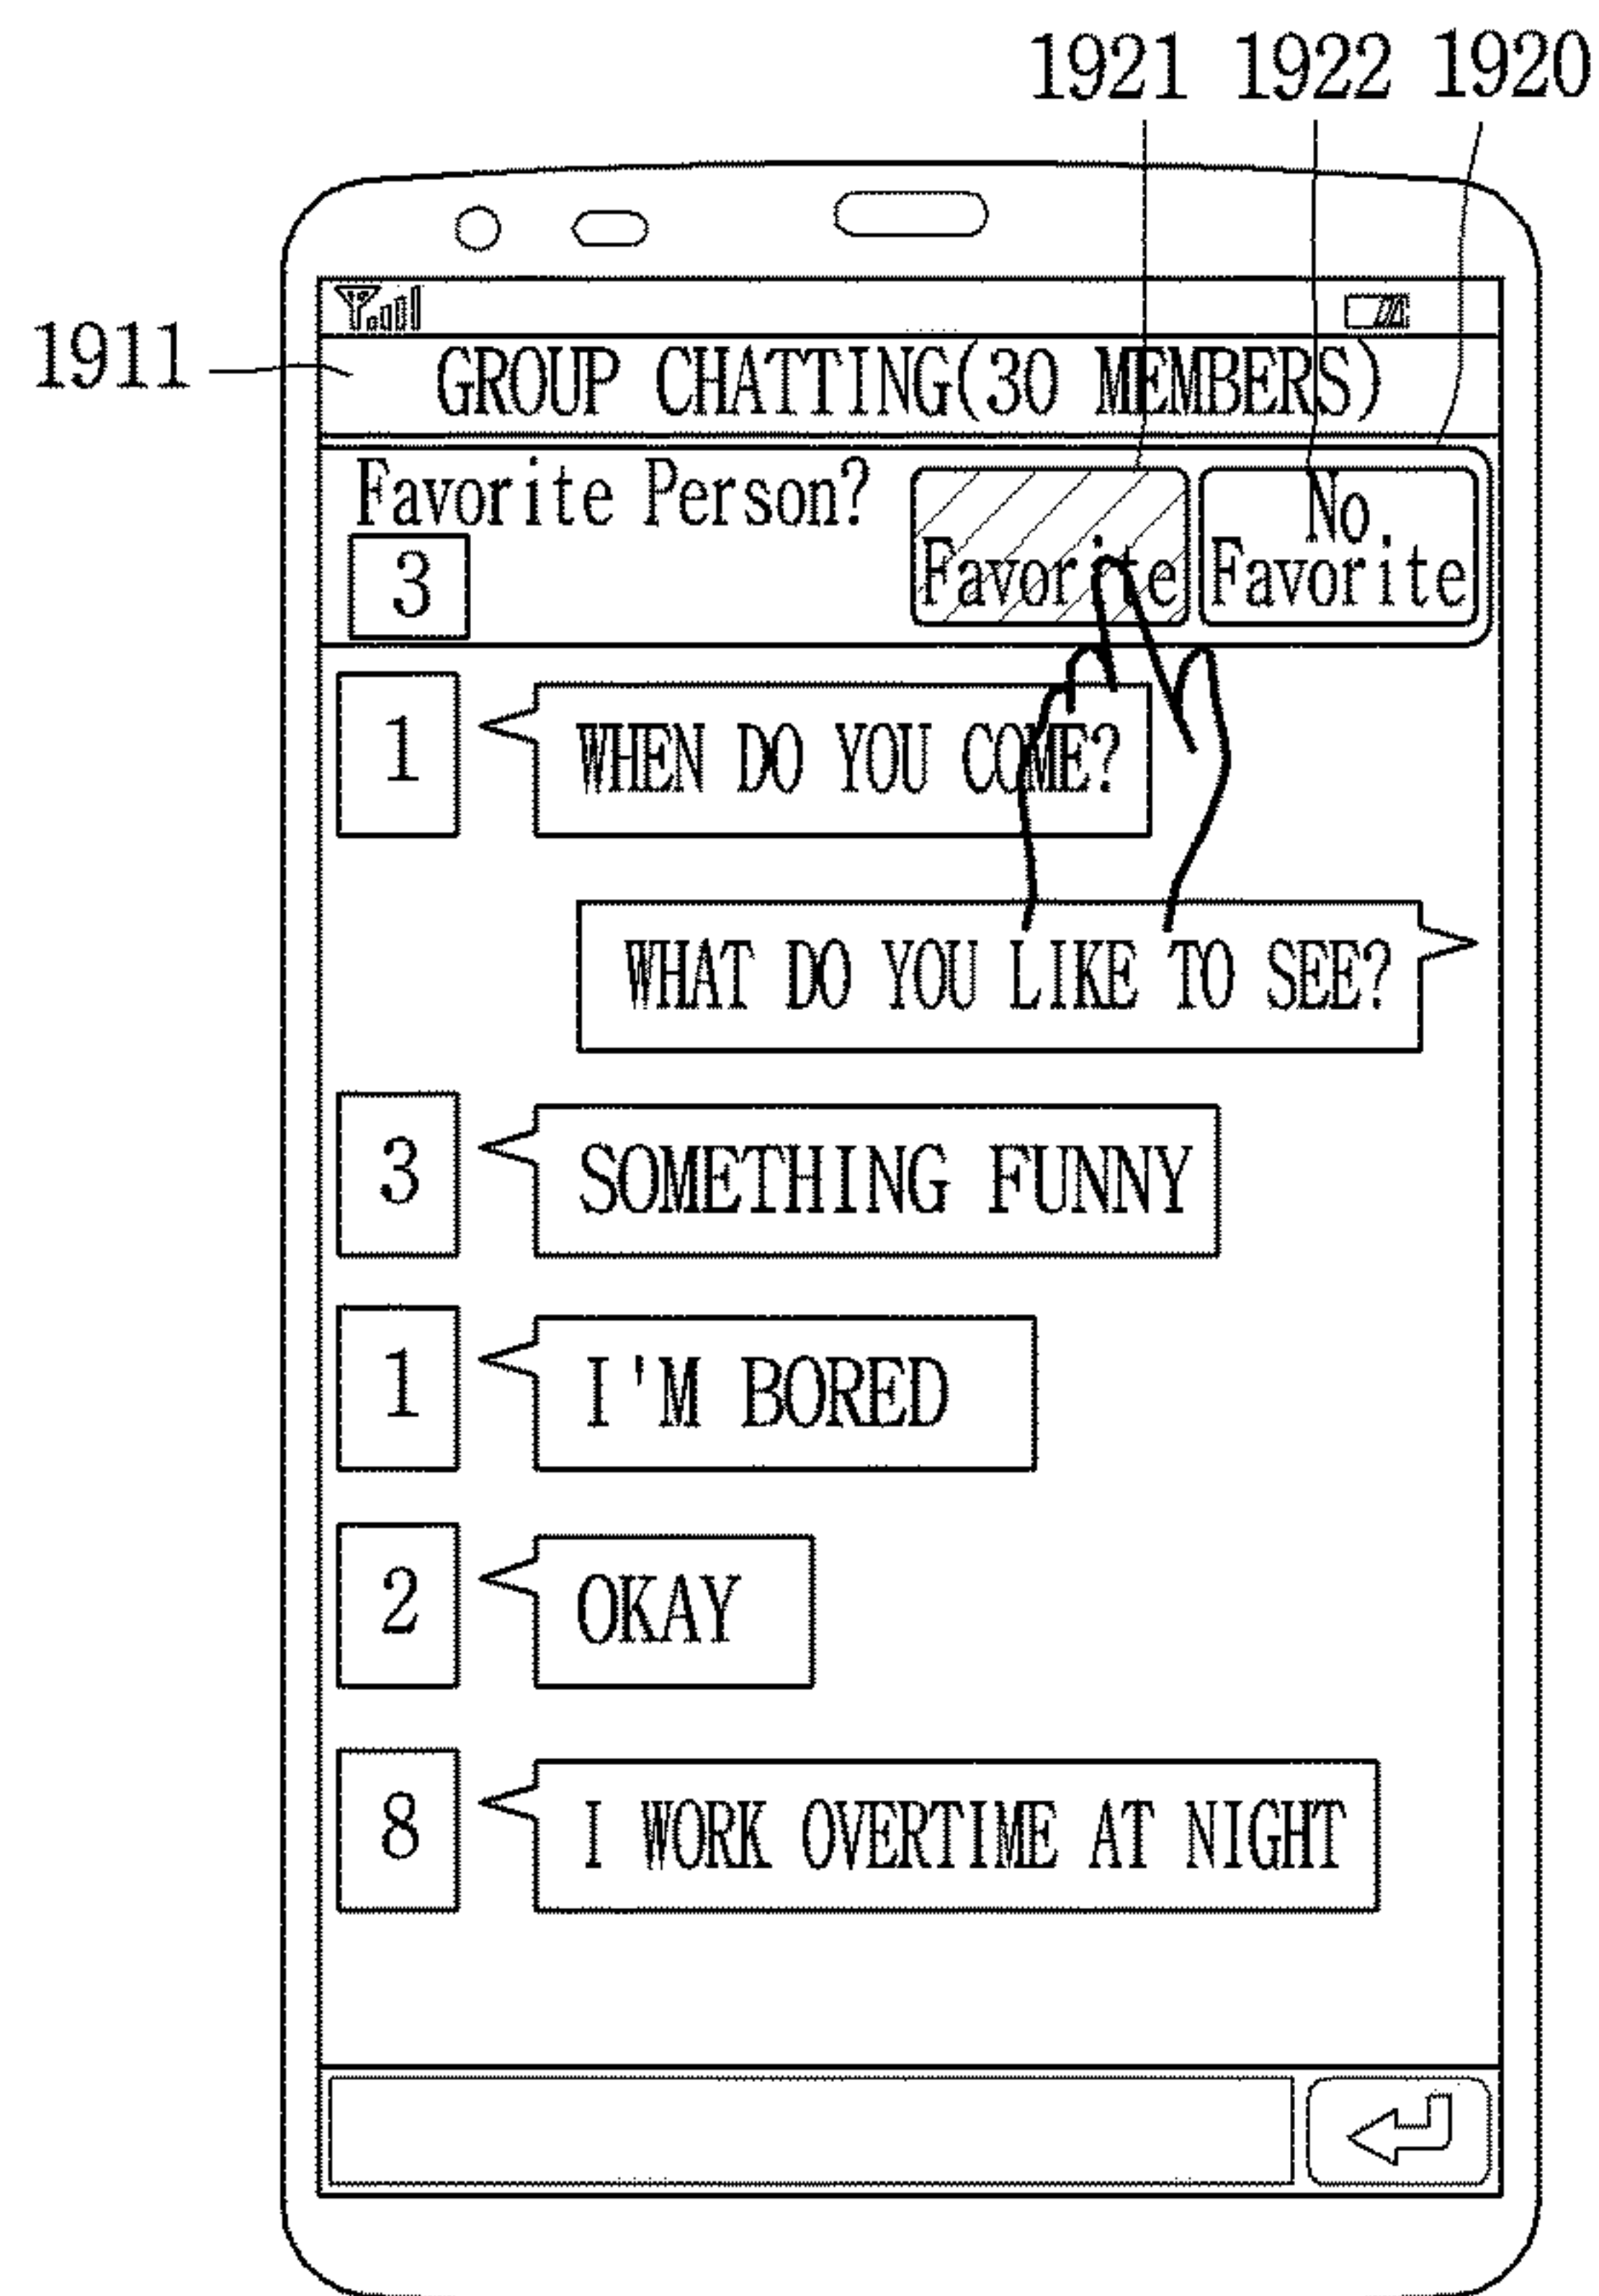 1921 1922 1920
1911
GROUP CHATTING(30 MEMBERS)
Favorite Person?
3
Favorite
No
Favorite
1
WHEN DO YOU COME?
WHAT DO YOU LIKE TO SEE?
3
SOMETHING FUNNY
1
I'M BORED
2
OKAY
8
I WORK OVERTIME AT NIGHT